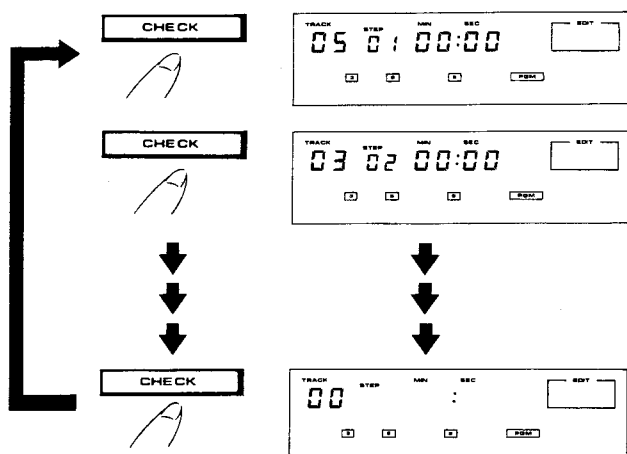 CHECK
TRACK STEP MIN SEC EDIT
05 01 00:00
PGM
CHECK
TRACK STEP MIN SEC EDIT
03 02 00:00
PGM
CHECK
TRACK STEP MIN SEC EDIT
00 :
PGM